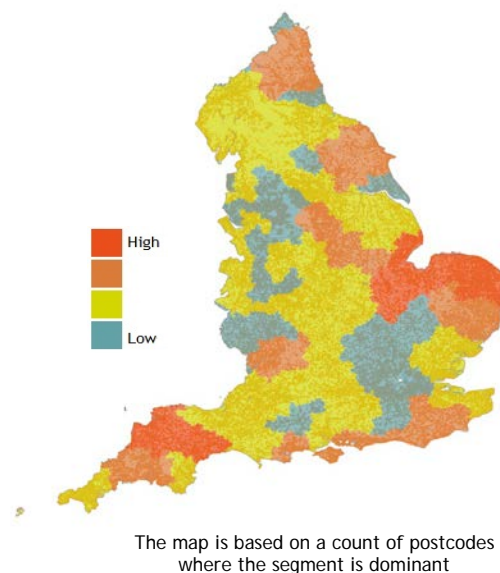 High
Low
The map is based on a count of postcodes
where the segment is dominant